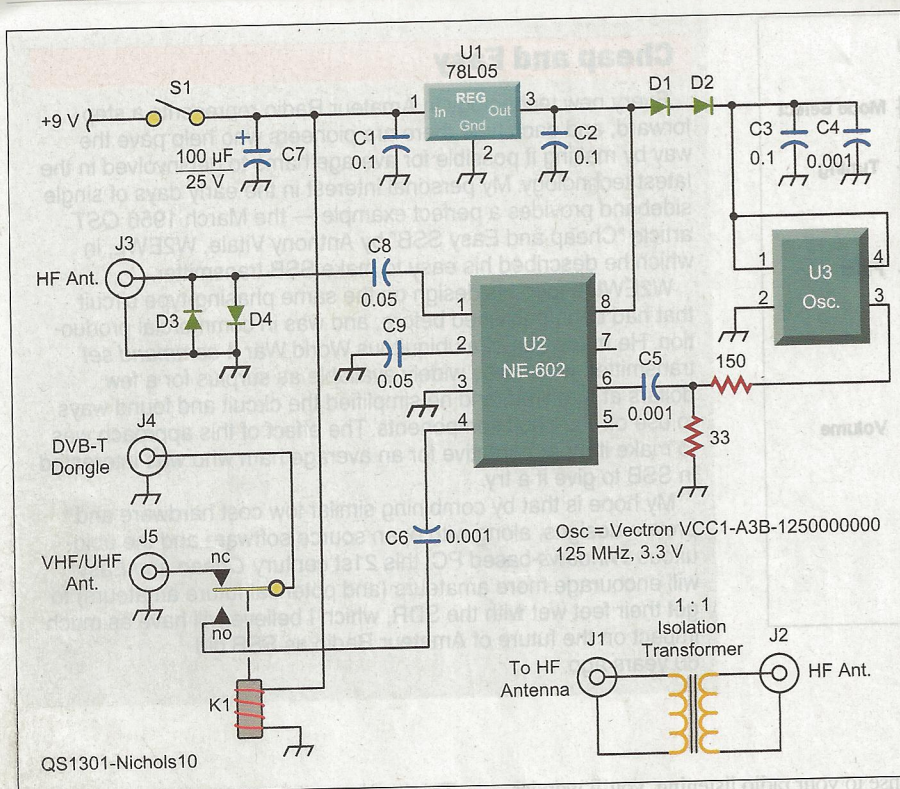 U1
78L05
S1
+9 V
1
REG
In
Out
Gnd
3
2
D1
D2
100 µF
25 V
C7
C1
0.1
C2
0.1
C3
0.1
C4
0.001
J3
HF Ant.
D3
D4
C8
0.05
C9
0.05
U2
NE-602
1
2
3
4
8
7
6
5
U3
Osc.
1
2
4
3
C5
0.001
150
33
J4
DVB-T
Dongle
J5
VHF/UHF
Ant.
nc
no
C6
0.001
K1
Osc = Vectron VCC1-A3B-1250000000
125 MHz, 3.3 V
1 : 1
Isolation
Transformer
J1
To HF
Antenna
J2
HF Ant.
QS1301-Nichols10